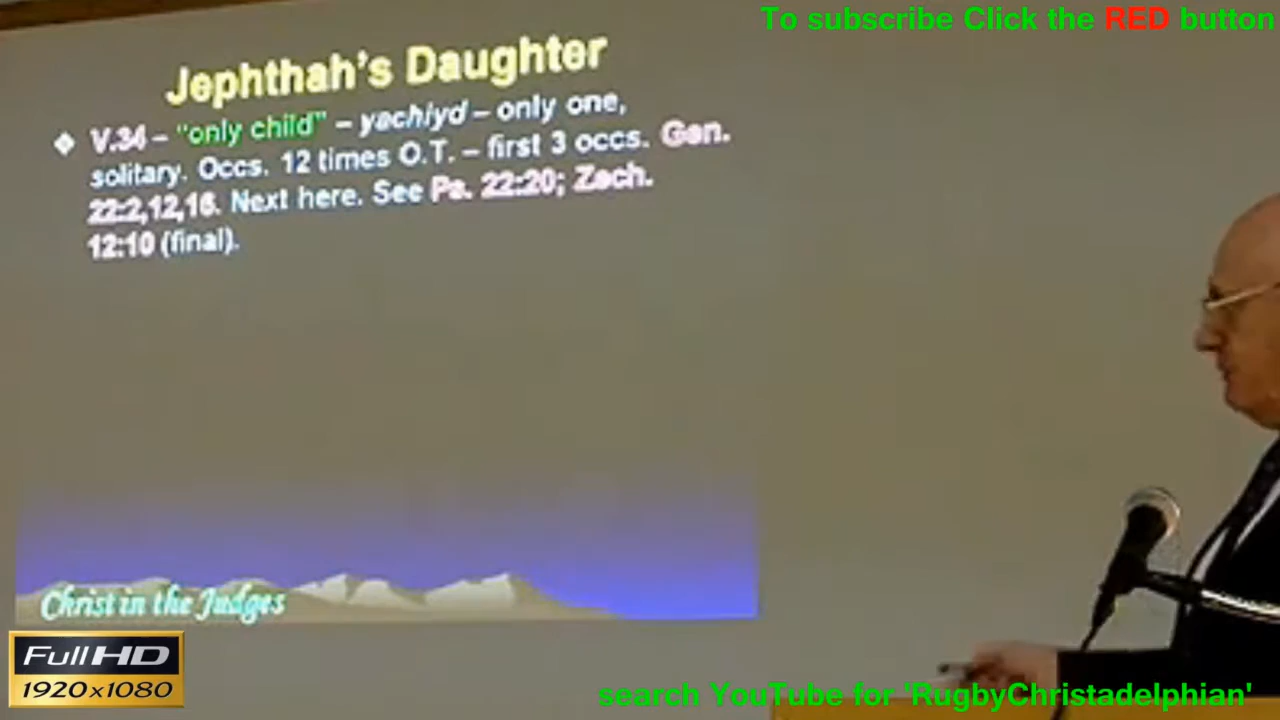 To subscribe Click the RED button
Jephthah's Daughter
❖ V.34 – "only child" – yachiyd – only one,
solitary. Occs. 12 times O.T. – first 3 occs. Gen.
22:2,12,16. Next here. See Ps. 22:20; Zech.
12:10 (final).
Christ in the Judges
Full HD
1920x1080
search YouTube for 'RugbyChristadelphian'